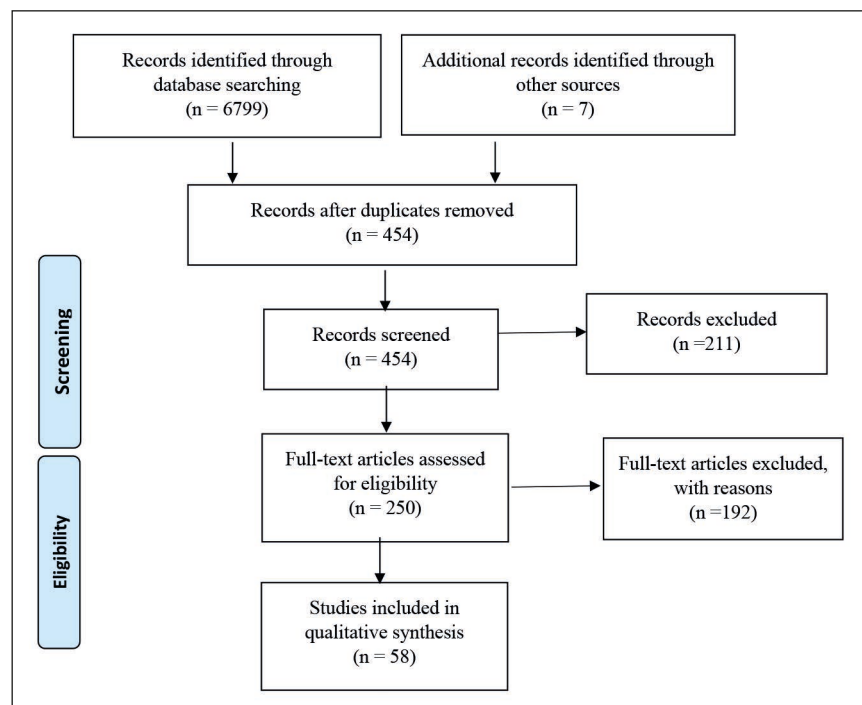 Records identified through
database searching
(n = 6799)
Additional records identified through
other sources
(n = 7)
Records after duplicates removed
(n = 454)
Screening
Records screened
(n = 454)
Records excluded
(n =211)
Eligibility
Full-text articles assessed
for eligibility
(n = 250)
Full-text articles excluded,
with reasons
(n =192)
Studies included in
qualitative synthesis
(n = 58)